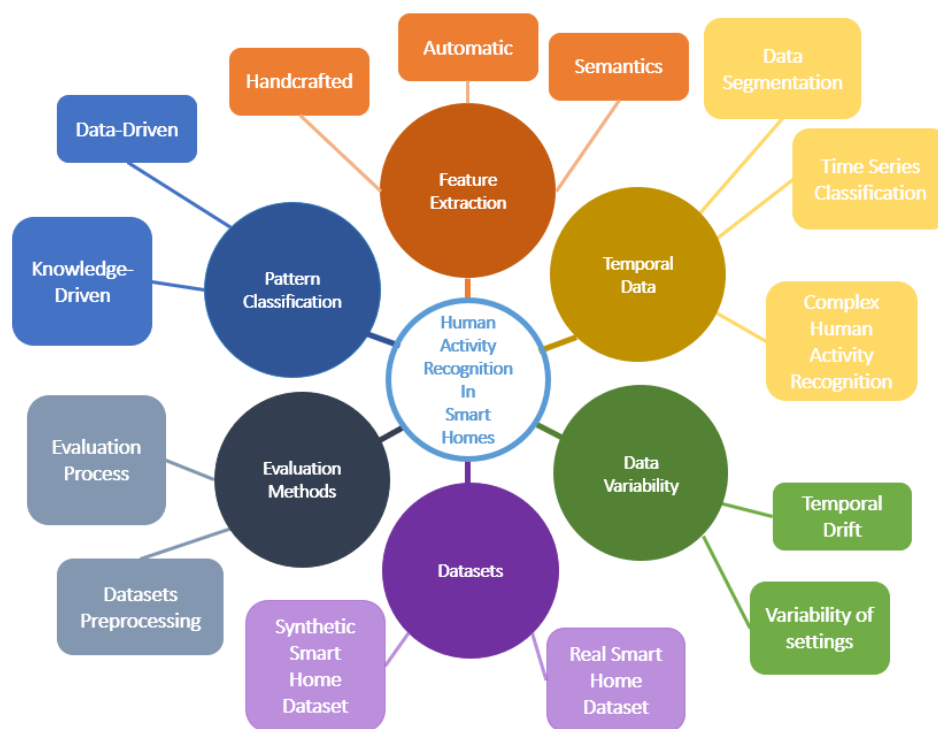 Automatic
Handcrafted
Semantics
Data
Segmentation
Data-Driven
Feature
Extraction
Time Series
Classification
Knowledge-
Driven
Pattern
Classification
Temporal
Data
Human
Activity
Recognition
In
Smart
Homes
Complex
Human
Activity
Recognition
Evaluation
Process
Evaluation
Methods
Data
Variability
Temporal
Drift
Datasets
Preprocessing
Datasets
Variability of
settings
Synthetic
Smart
Home
Dataset
Real Smart
Home
Dataset